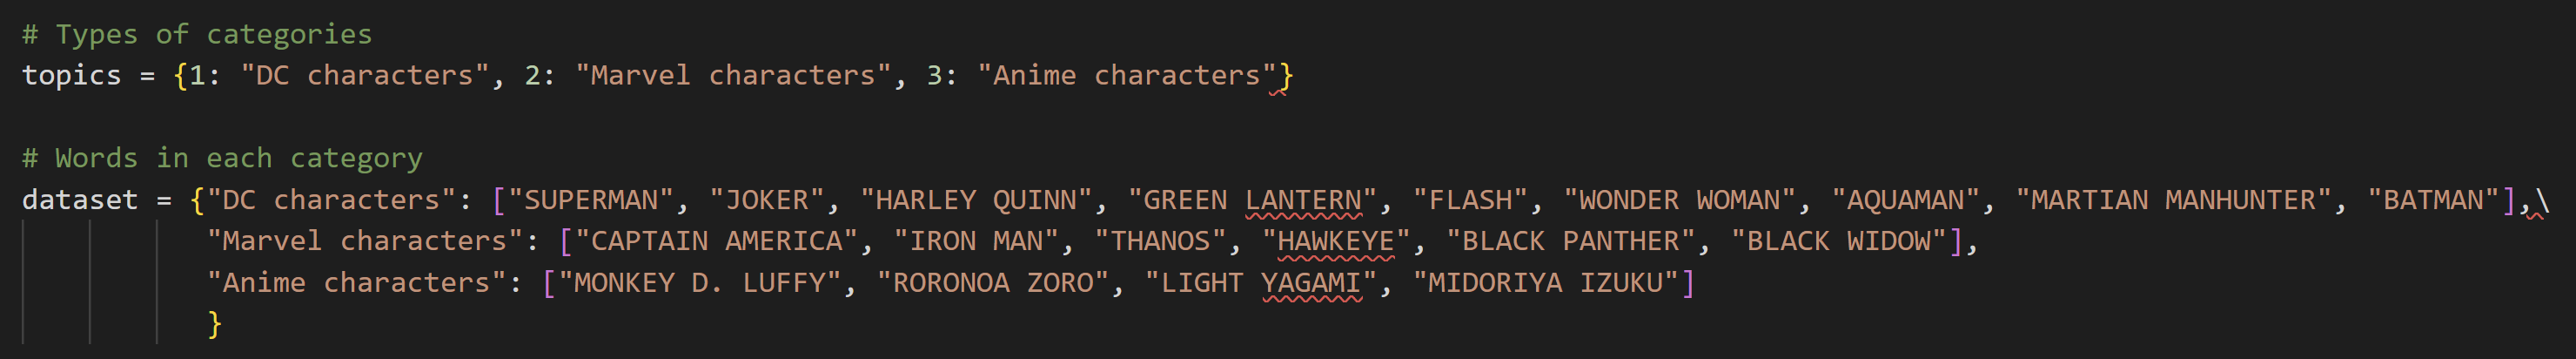 # Types of categories
topics = {1: "DC characters", 2: "Marvel characters", 3: "Anime characters"}
# Words in each category
dataset = {"DC characters": ["SUPERMAN", "JOKER", "HARLEY QUINN", "GREEN LANTERN", "FLASH", "WONDER WOMAN", "AQUAMAN", "MARTIAN MANHUNTER", "BATMAN"],\
"Marvel characters": ["CAPTAIN AMERICA", "IRON MAN", "THANOS", "HAWKEYE", "BLACK PANTHER", "BLACK WIDOW"],
"Anime characters": ["MONKEY D. LUFFY", "RORONOA ZORO", "LIGHT YAGAMI", "MIDORIYA IZUKU"]
}